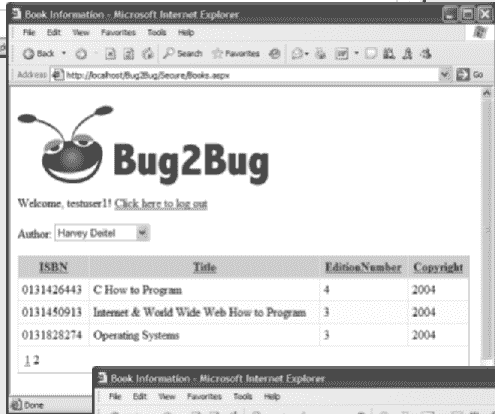 Book Information - Microsoft Internet Explorer
File Edit View Favorites Tools Help
Back Search Favorites
Address http://localhost/Bug2Bug/Secure/Books.aspx Go
Bug2Bug
Welcome, testuser1! Click here to log out
Author: Harvey Deitel
ISBN Title EditionNumber Copyright
0131426443 C How to Program 4 2004
0131450913 Internet & World Wide Web How to Program 3 2004
0131828274 Operating Systems 3 2004
1 2
Book Information - Microsoft Internet Explorer
Done
File Edit View Favorites Tools Help